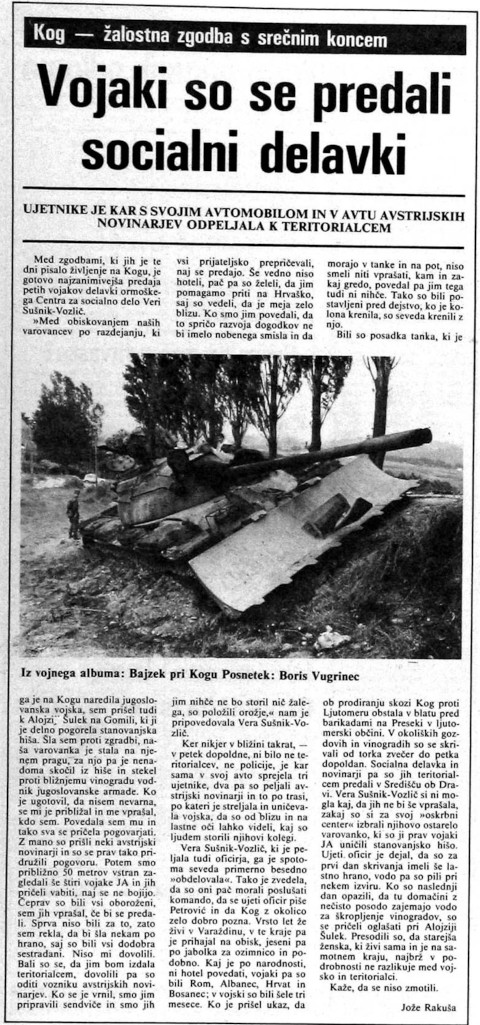 Kog — žalostna zgodba s srečnim koncem
Vojaki so se predali
socialni delavki
UJETNIKE JE KAR S SVOJIM AVTOMOBILOM IN V AVTU AVSTRIJSKIH
NOVINARJEV ODPELJALA K TERITORIALCEM
Med zgodbami, ki jih je te
dni pisalo življenje na Kogu, je
gotovo najzanimivejša predaja
petih vojakov delavki ormoške-
ga Centra za socialno delo Veri
Sušnik-Vozlič.
»Med obiskovanjem naših
varovancev po razdejanju, ki
vsi prijateljsko prepričevali,
naj se predajo. Še vedno niso
hoteli, pač pa so želeli, da jim
pomagamo priti na Hrvaško,
saj so vedeli, da je meja zelo
blizu. Ko smo jim povedali, da
to spričo razvoja dogodkov ne
bi imelo nobenega smisla in da
morajo v tanke in na pot, niso
smeli niti vprašati, kam in za-
kaj gredo, povedal pa jim tega
tudi ni nihče. Tako so bili po-
stavljeni pred dejstvo, ko je ko-
lona krenila, so seveda krenili z
njo.
Bili so posadka tanka, ki je
Iz vojnega albuma: Bajzek pri Kogu Posnetek: Boris Vugrinec
ga je na Kogu naredila jugoslo-
vanska vojska, sem prišel tudi
k Alojzi, Šulek na Gomili, ki ji
je delno pogorela stanovanjska
hiša. Šla sem proti zgradbi, na-
ša varovanka je stala na nje-
nem pragu, za njo pa je nena-
doma skočil iz hiše in stekel
proti bližnjemu vinogradu vod-
nik jugoslovanske armade. Ko
je ugotovil, da nisem nevarna,
se mi je približal in me vprašal,
kdo sem. Povedala sem mu in
tako sva se pričela pogovarjati.
Z mano so prišli neki avstrijski
novinarji in so se prav tako pri-
družili pogovoru. Potem smo
približno 50 metrov stran za-
gledali še štiri vojake JA in jih
pričeli vabiti, naj se ne bojijo.
Čeprav so bili vsi oboroženi,
sem jih vprašal, če bi se preda-
li. Sprva niso bili za to, zato
sem rekla, da bi šla nekam po
hrano, saj so bili vsi dodobra
sestradani. Niso mi dovolili.
Bali so se, da jim bom izdala
teritorialcem, dovolili pa so
oditi vozniku avstrijskih novi-
narjev. Ko se je vrnil, smo jim
pripravili sendviče in smo jih
jim nihče ne bo storil nič žale-
ga, so položili orožje,« nam je
pripovedovala Vera Sušnik-Vo-
zlič.
Ker nikjer v bližini takrat, —
v petek dopoldne, ni bilo ne te-
ritorialcev, ne policije, je kar
sama v svoj avto sprejela tri
ujetnike, dva pa so peljali avs-
trijski novinarji in to po trasi,
po kateri je streljala in uničeva-
la vojska, da so od blizu in na
lastne oči lahko videli, kaj so
ljudem storili njihovi kolegi.
Vera Sušnik-Vozlič, ki je pe-
ljala tudi oficirja, ga je spoto-
ma seveda primerno besedno
»obdelovala«. Tako je zvedela,
da so oni pač morali poslušati
komando, da se ujeti oficir piše
Petrović in da Kog z okolico
zelo dobro pozna. Vrsto let že
živi v Varaždinu, v te kraje pa
je prihajal na obisk, jeseni pa
po jabolka za ozimnico in po-
dobno. Kaj je po narodnosti,
ni hotel povedati, vojaki pa so
bili Rom, Albanec, Hrvat in
Bosanec; v vojski so bili šele tri
mesece. Ko je prišel ukaz, da
ob prodiranju skozi Kog proti
Ljutomeru obstala v blatu pred
barikadami na Preseki v ljuto-
merski občini. V okoliških goz-
dovih in vinogradih so se skri-
vali od torka zvečer do petka
dopoldan. Socialna delavka in
novinarji pa so jih teritorial-
cem predali v Središču ob Dra-
vi. Vera Sušnik-Vozlič si ni mo-
gla kaj, da jih ne bi še vprašala,
zakaj so si za svoj »oskrbni
center« izbrali njihovo ostarelo
varovanko, ko so ji prav vojaki
JA uničili stanovanjsko hišo.
Ujeti. oficir je dejal, da so za
prvi dan skrivanja imeli še la-
stno hrano, vodo pa so pili pri
nekem izviru. Ko so naslednji
dan opazili, da tu domačini z
nečisto posodo zajemajo vodo
za škropljenje vinogradov, so
se pričeli oglašati pri Alojziji
Šulek. Presodili so, da starejša
ženska, ki živi sama in je na sa-
motnem kraju, najbrž v po-
drobnosti ne razlikuje med voj-
sko in teritorialci.
Kaže, da se niso zmotili.
Jože Rakuša